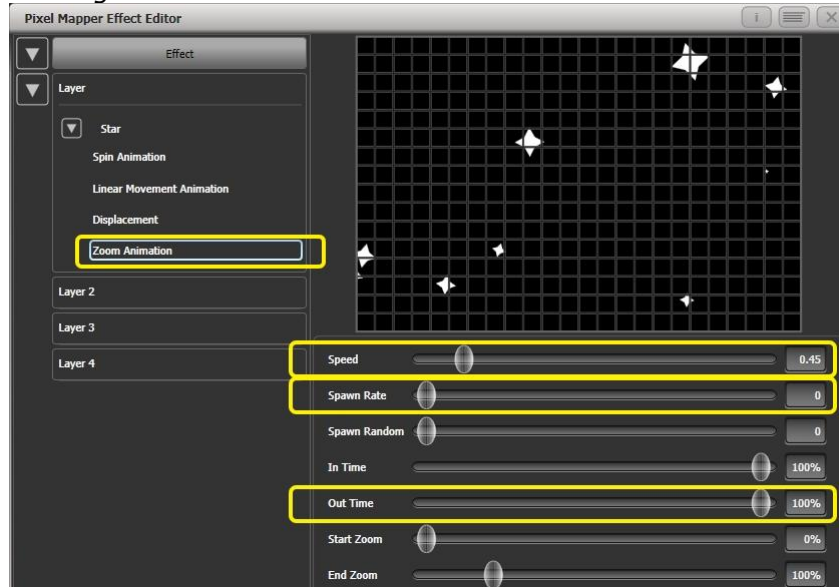 Pixel Mapper Effect Editor
i
Effect
Layer
Star
Spin Animation
Linear Movement Animation
Displacement
Zoom Animation
Layer 2
Layer 3
Layer 4
Speed 0.45
Spawn Rate 0
Spawn Random 0
In Time 100%
Out Time 100%
Start Zoom 0%
End Zoom 100%